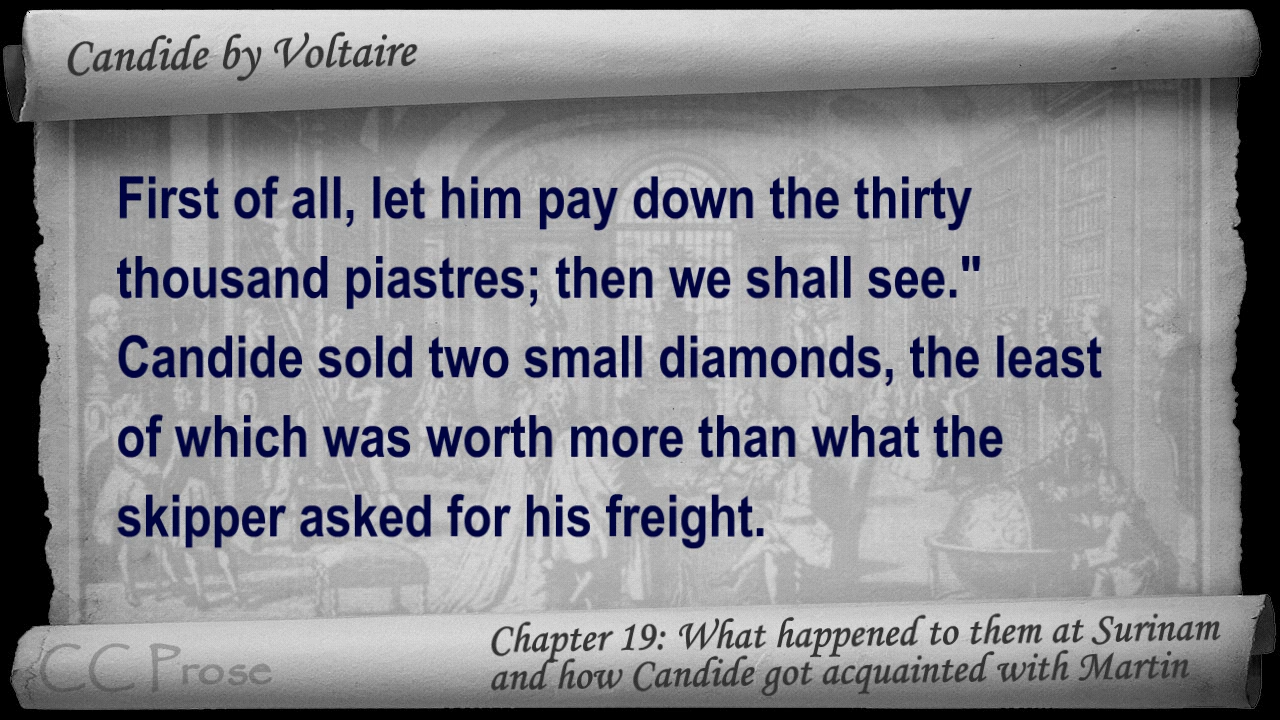 Candide by Voltaire
First of all, let him pay down the thirty
thousand piastres; then we shall see."
Candide sold two small diamonds, the least
of which was worth more than what the
skipper asked for his freight.
Chapter 19: What happened to them at Surinam
and how Candide got acquainted with Martin
CC Prose